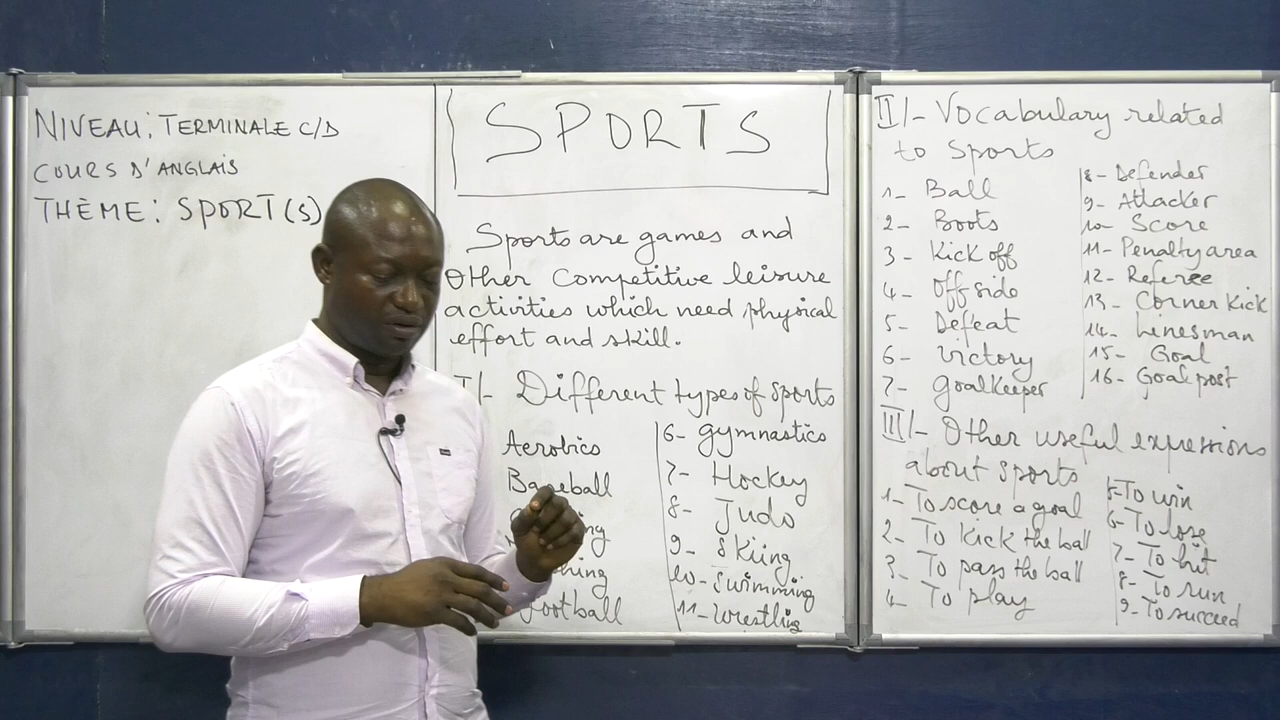 NIVEAU: TERMINALE C/D
COURS D'ANGLAIS
THÈME: SPORT(S)
SPORTS
Sports are games and
Other Competitive leisure
activities which need physical
effort and skill.
I/- Different types of sports
Aerobics
Baseball
Football
6- gymnastics
7- Hockey
8- Judo
9- Skiing
10- Swimming
11- Wrestling
II/- Vocabulary related
to Sports
1- Ball
2- Boots
3- Kick off
4- Off side
5- Defeat
6- Victory
7- goalkeeper
8- Defender
9- Attacker
10- Score
11- Penalty area
12- Referee
13- Corner Kick
14- Linesman
15- Goal
16- Goal post
III/- Other useful expressions
about sports
1- To score a goal
2- To Kick the ball
3- To pass the ball
4- To play
5- To win
6- To lose
7- To hit
8- To run
9- To succeed